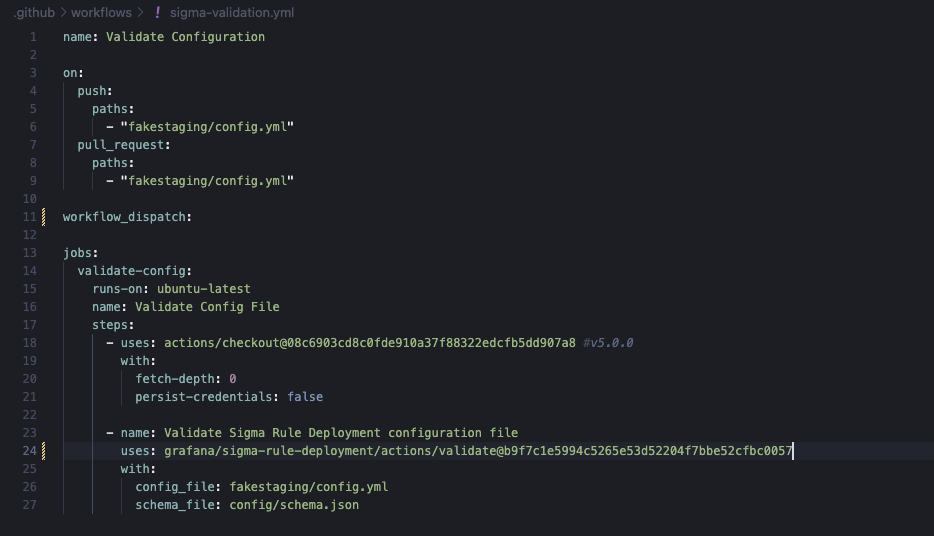 .github > workflows > ! sigma-validation.yml
1 name: Validate Configuration
2
3 on:
4   push:
5     paths:
6       - "fakestaging/config.yml"
7   pull_request:
8     paths:
9       - "fakestaging/config.yml"
10
11 workflow_dispatch:
12
13 jobs:
14   validate-config:
15     runs-on: ubuntu-latest
16     name: Validate Config File
17     steps:
18       - uses: actions/checkout@08c6903cd8c0fde910a37f88322edcfb5dd907a8 #v5.0.0
19         with:
20           fetch-depth: 0
21           persist-credentials: false
22
23       - name: Validate Sigma Rule Deployment configuration file
24         uses: grafana/sigma-rule-deployment/actions/validate@b9f7c1e5994c5265e53d52204f7bbe52cfbc0057
25         with:
26           config_file: fakestaging/config.yml
27           schema_file: config/schema.json